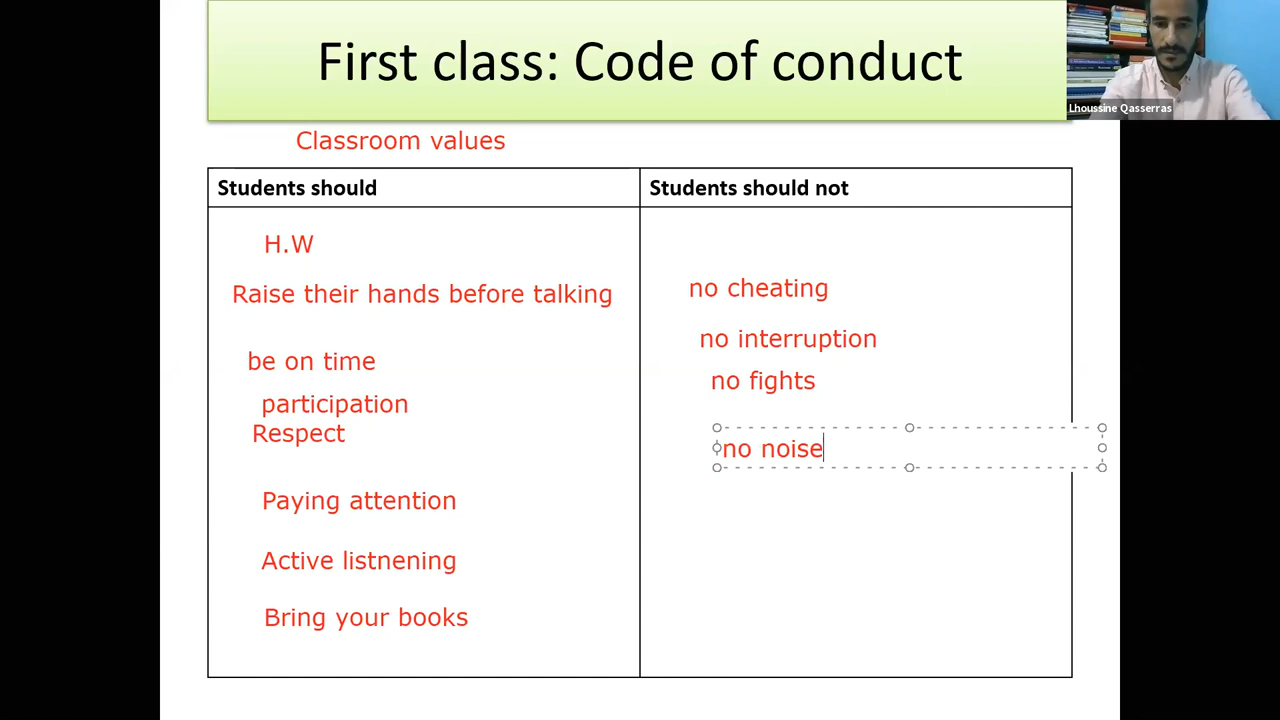 First class: Code of conduct
Lhoussine Qasserras
Classroom values
Students should
Students should not
H.W
Raise their hands before talking
be on time
participation
Respect
Paying attention
Active listnening
Bring your books
no cheating
no interruption
no fights
no noise